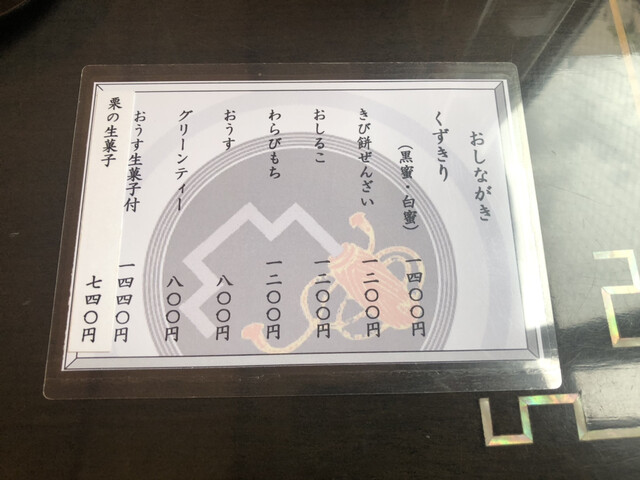 おしながき
くずきり
(黒蜜・白蜜)
一四〇〇円
きび餅ぜんざい
一二〇〇円
おしるこ
一二〇〇円
わらびもち
一二〇〇円
おうす
八〇〇円
グリーンティー
八〇〇円
おうす生菓子付
一四四〇円
栗の生菓子
七四〇円